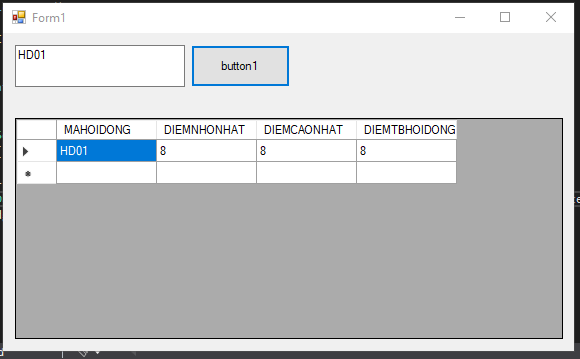 Form1
HD01
button1
MAHOIDONG DIEMNHONHAT DIEMCAONHAT DIEMTBHOIDONG
HD01 8 8 8